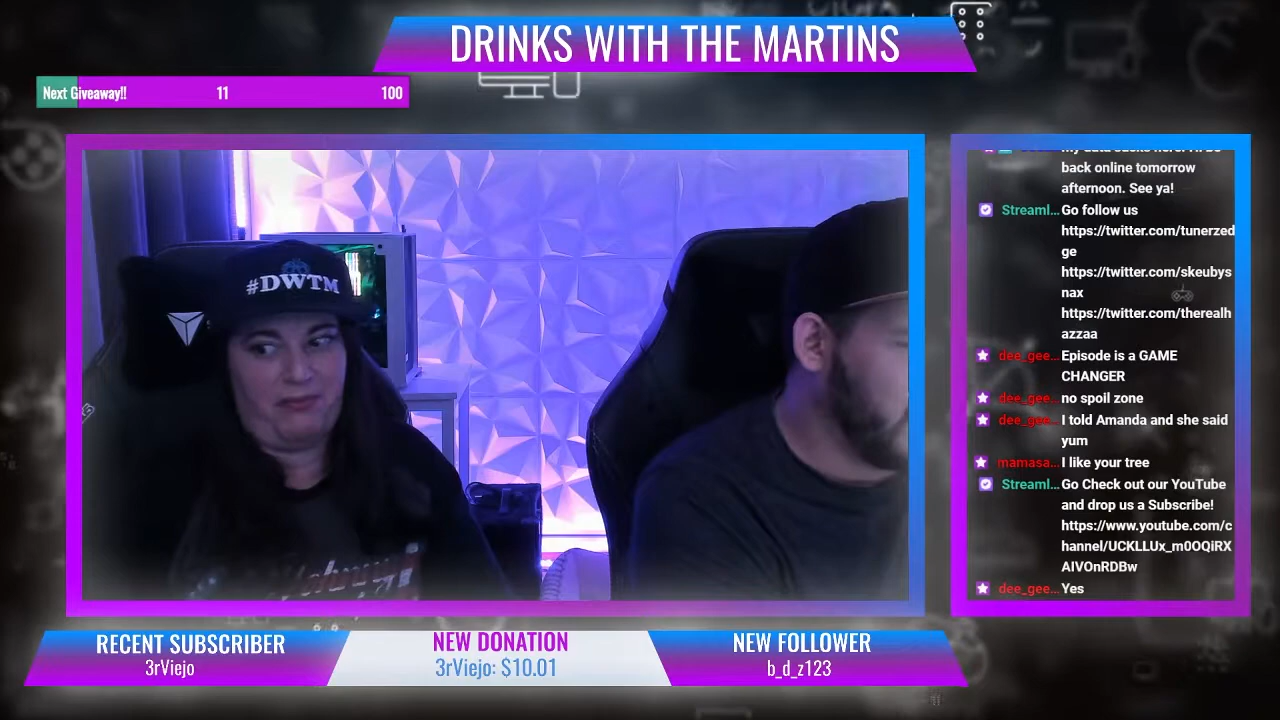 DRINKS WITH THE MARTINS
Next Giveaway!! 11 100
#DWTM
back online tomorrow
afternoon. See ya!
Streaml... Go follow us
https://twitter.com/tunerzed
ge
https://twitter.com/skeubys
nax
https://twitter.com/therealh
azzaa
dee_gee... Episode is a GAME
CHANGER
dee_gee... no spoil zone
dee_gee... I told Amanda and she said
yum
mamasa... I like your tree
Streaml... Go Check out our YouTube
and drop us a Subscribe!
https://www.youtube.com/c
hannel/UCKLLUx_m0OQiRX
AIVOnRDBw
dee_gee... Yes
RECENT SUBSCRIBER
3rViejo
NEW DONATION
3rViejo: $10.01
NEW FOLLOWER
b_d_z123